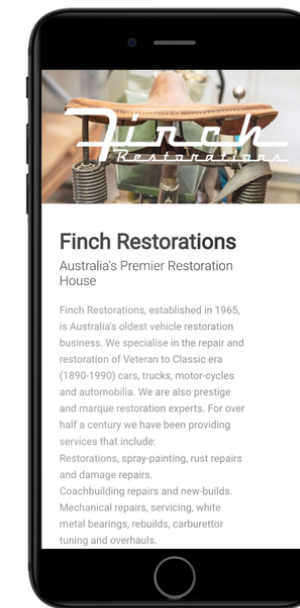 Finch
Restorations
Finch Restorations
Australia's Premier Restoration
House
Finch Restorations, established in 1965,
is Australia's oldest vehicle restoration
business. We specialise in the repair and
restoration of Veteran to Classic era
(1890-1990) cars, trucks, motor-cycles
and automobilia. We are also prestige
and marque restoration experts. For over
half a century we have been providing
services that include:
Restorations, spray-painting, rust repairs
and damage repairs.
Coachbuilding repairs and new-builds.
Mechanical repairs, servicing, white
metal bearings, rebuilds, carburettor
tuning and overhauls.